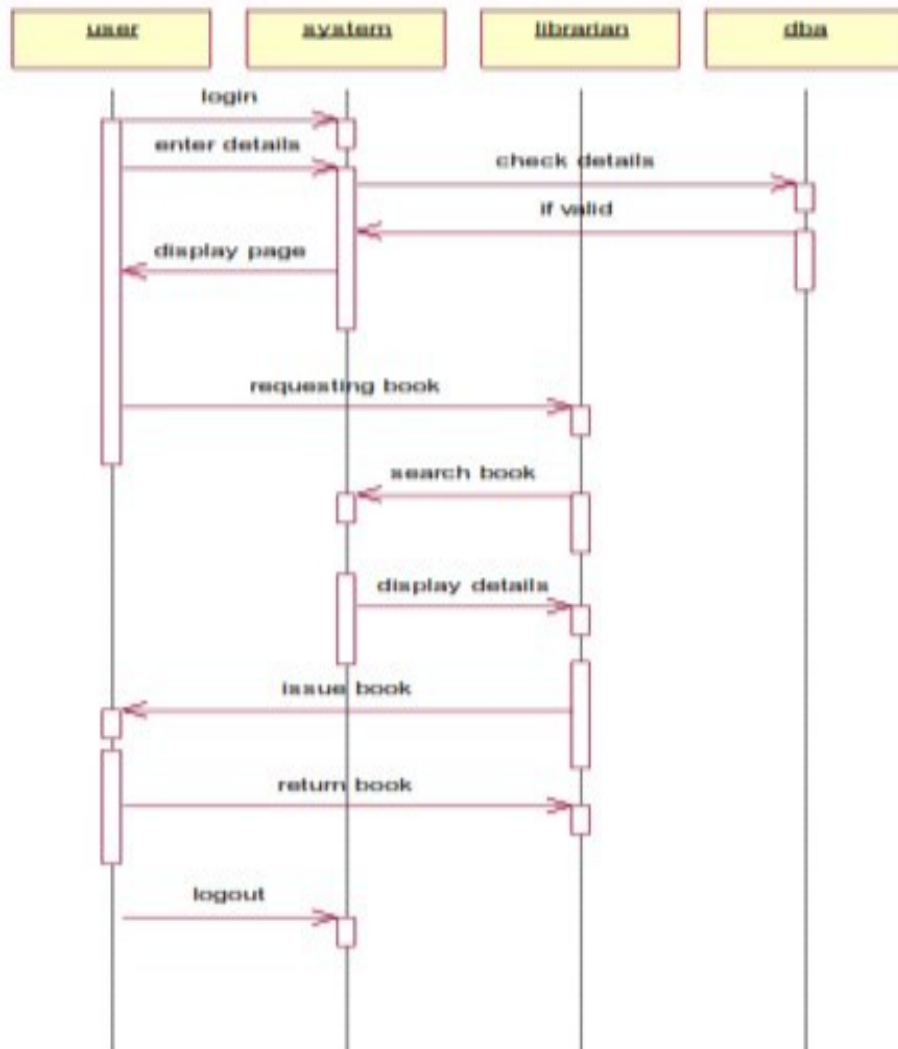 user
system
librarian
dba
login
enter details
check details
if valid
display page
requesting book
search book
display details
issue book
return book
logout